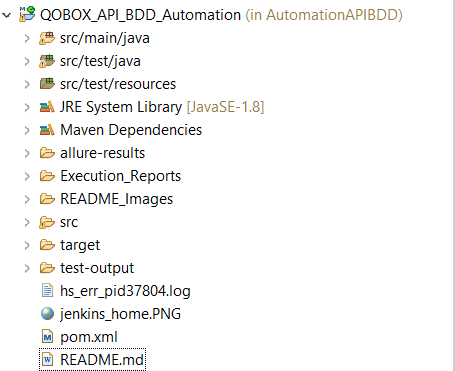 QOBOX_API_BDD_Automation (in AutomationAPIBDD)
src/main/java
src/test/java
src/test/resources
JRE System Library [JavaSE-1.8]
Maven Dependencies
allure-results
Execution_Reports
README_Images
src
target
test-output
hs_err_pid37804.log
jenkins_home.PNG
pom.xml
README.md